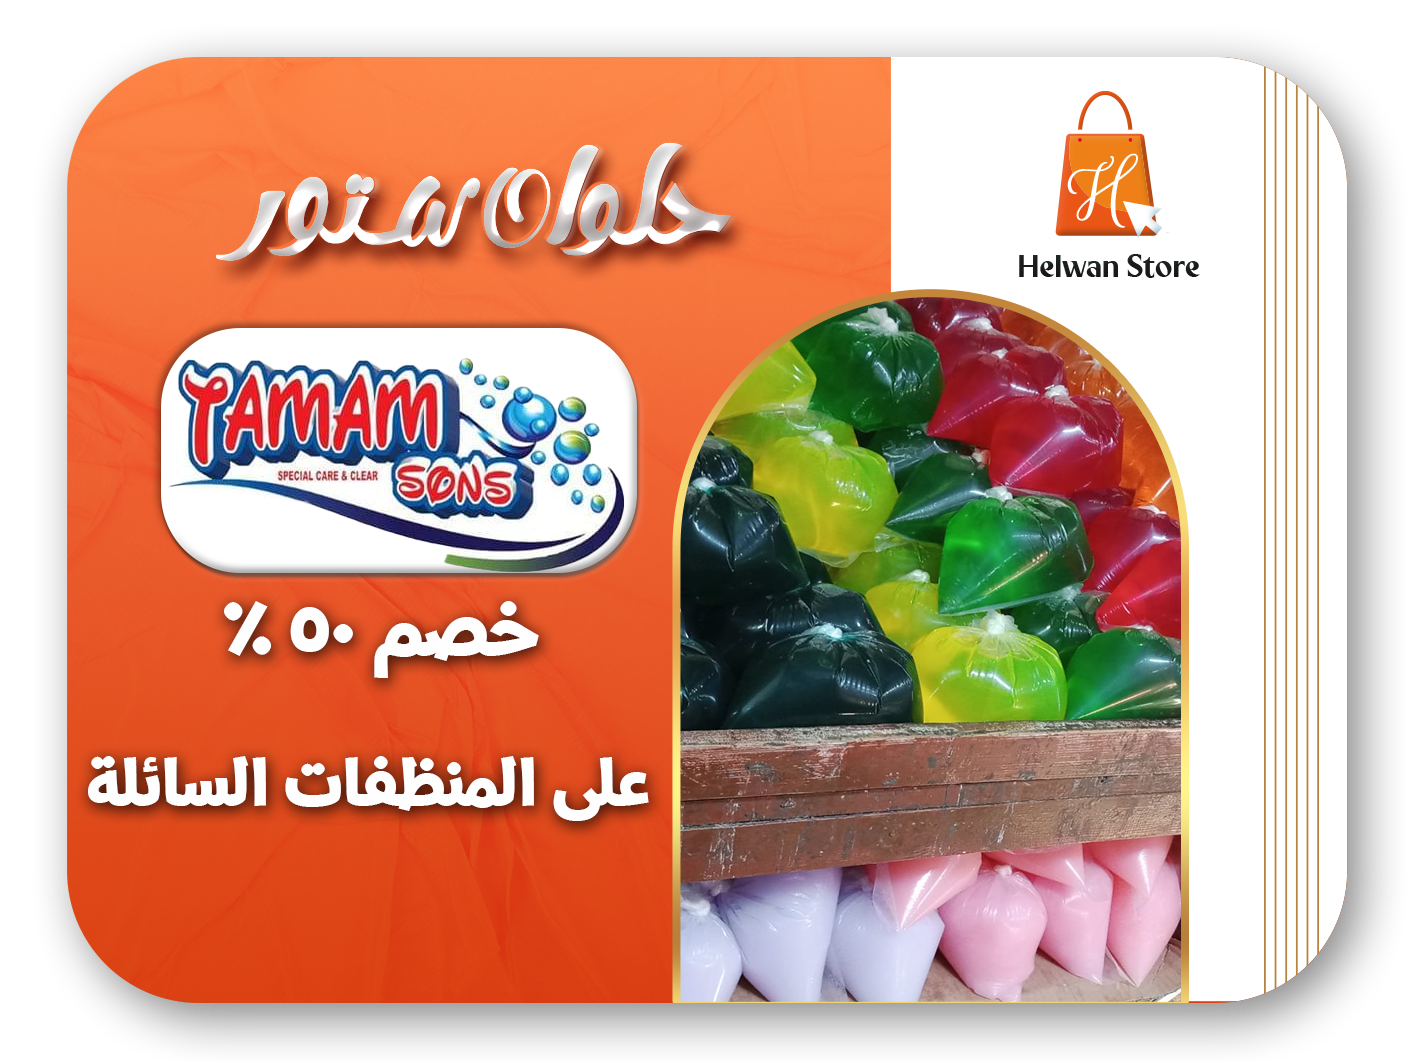 حلوان ستور
H
Helwan Store
TAMAM
SONS
SPECIAL CARE & CLEAR
خصم ٥٠ ٪
على المنظفات السائلة